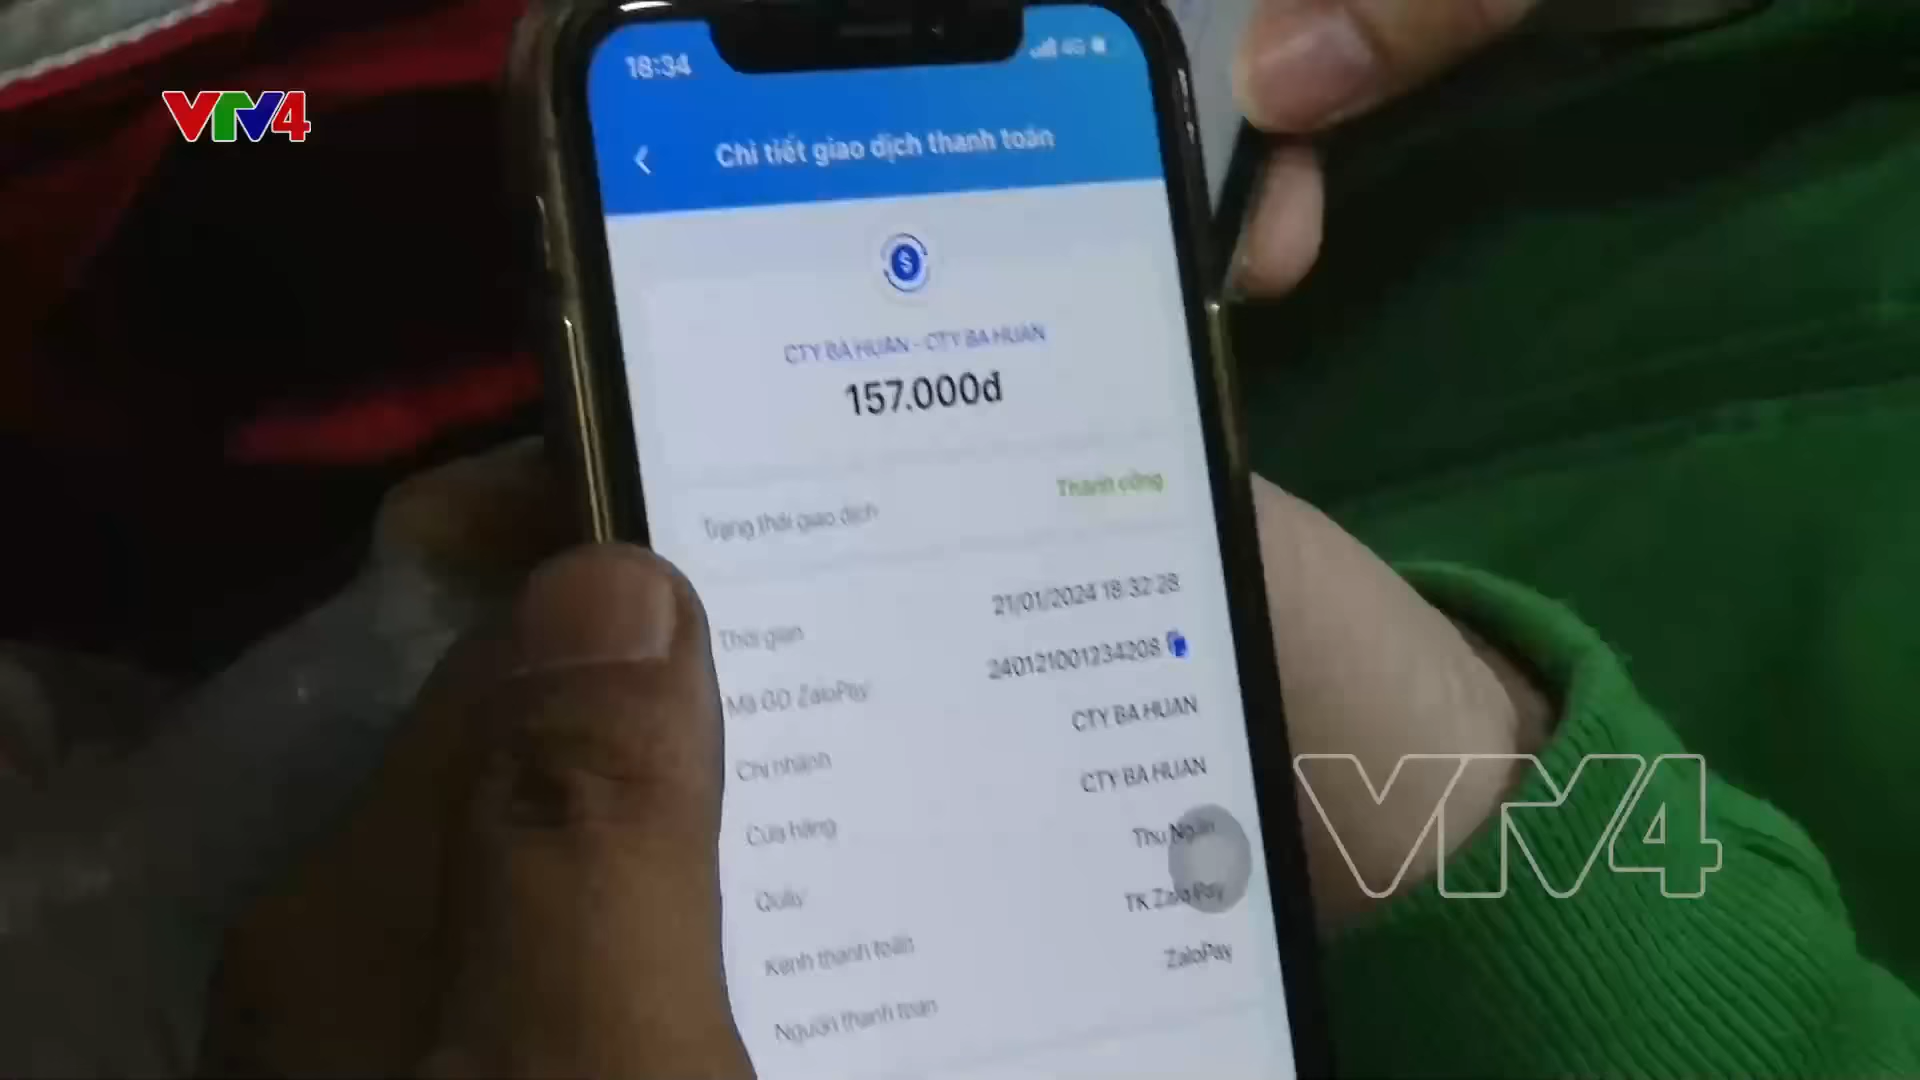 VTV4
18:34
4G
Chi tiết giao dịch thanh toán
CTY BA HUAN - CTY BA HUAN
157.000đ
Trạng thái giao dịch
Thành công
Thời gian
21/01/2024 18:32:28
Mã GD ZaloPay
240121001234208
Chi nhánh
CTY BA HUAN
Cửa hàng
CTY BA HUAN
Quầy
Thu Ngân
Kênh thanh toán
TK Zalo Pay
Nguồn thanh toán
ZaloPay
VTV4